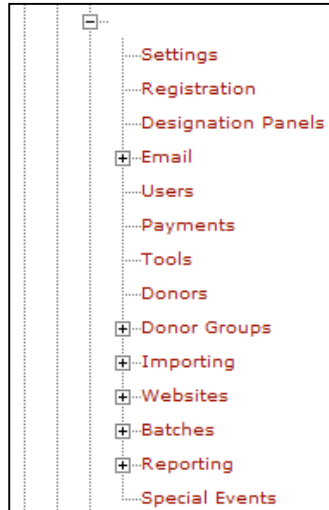 Settings
Registration
Designation Panels
Email
Users
Payments
Tools
Donors
Donor Groups
Importing
Websites
Batches
Reporting
Special Events